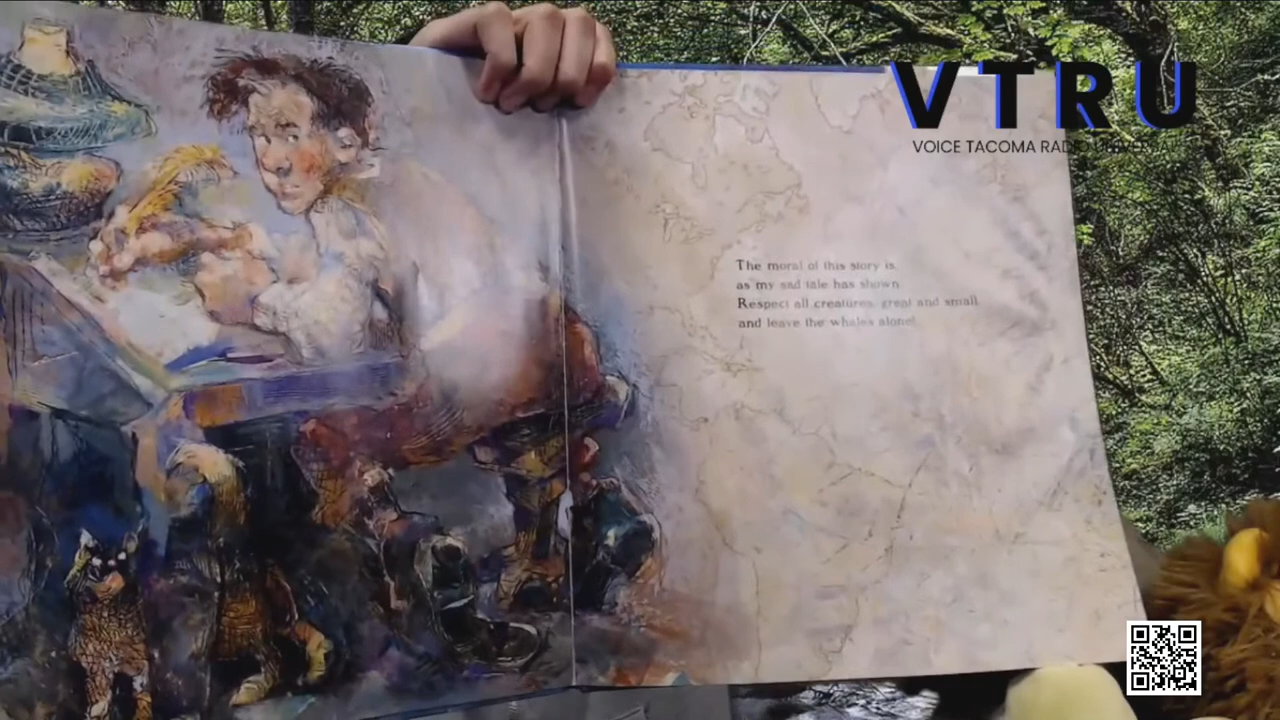 VTRU
VOICE TACOMA RADIO UNIVERSAL
The moral of this story is,
as my sad tale has shown
Respect all creatures, great and small,
and leave the whales alone!